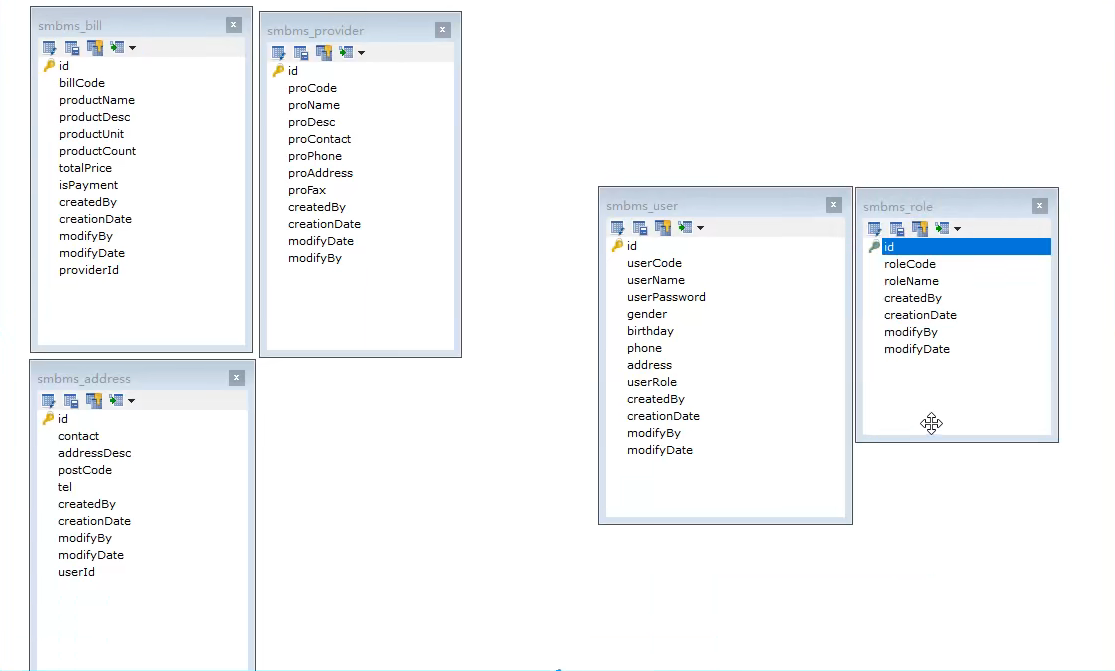 smbms_bill
id
billCode
productName
productDesc
productUnit
productCount
totalPrice
isPayment
createdBy
creationDate
modifyBy
modifyDate
providerId
smbms_provider
id
proCode
proName
proDesc
proContact
proPhone
proAddress
proFax
createdBy
creationDate
modifyDate
modifyBy
smbms_user
id
userCode
userName
userPassword
gender
birthday
phone
address
userRole
createdBy
creationDate
modifyBy
modifyDate
smbms_role
id
roleCode
roleName
createdBy
creationDate
modifyBy
modifyDate
smbms_address
id
contact
addressDesc
postCode
tel
createdBy
creationDate
modifyBy
modifyDate
userId